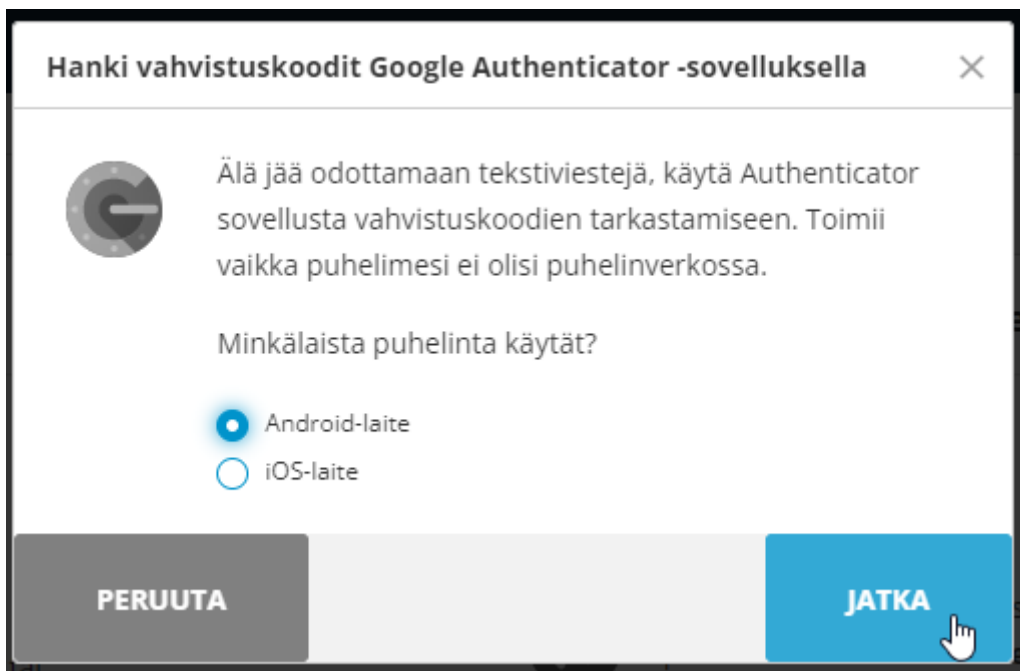 Hanki vahvistuskoodit Google Authenticator -sovelluksella
Älä jää odottamaan tekstiviestejä, käytä Authenticator
sovellusta vahvistuskoodien tarkastamiseen. Toimii
vaikka puhelimesi ei olisi puhelinverkossa.
Minkälaista puhelinta käytät?
Android-laite
iOS-laite
PERUUTA
JATKA